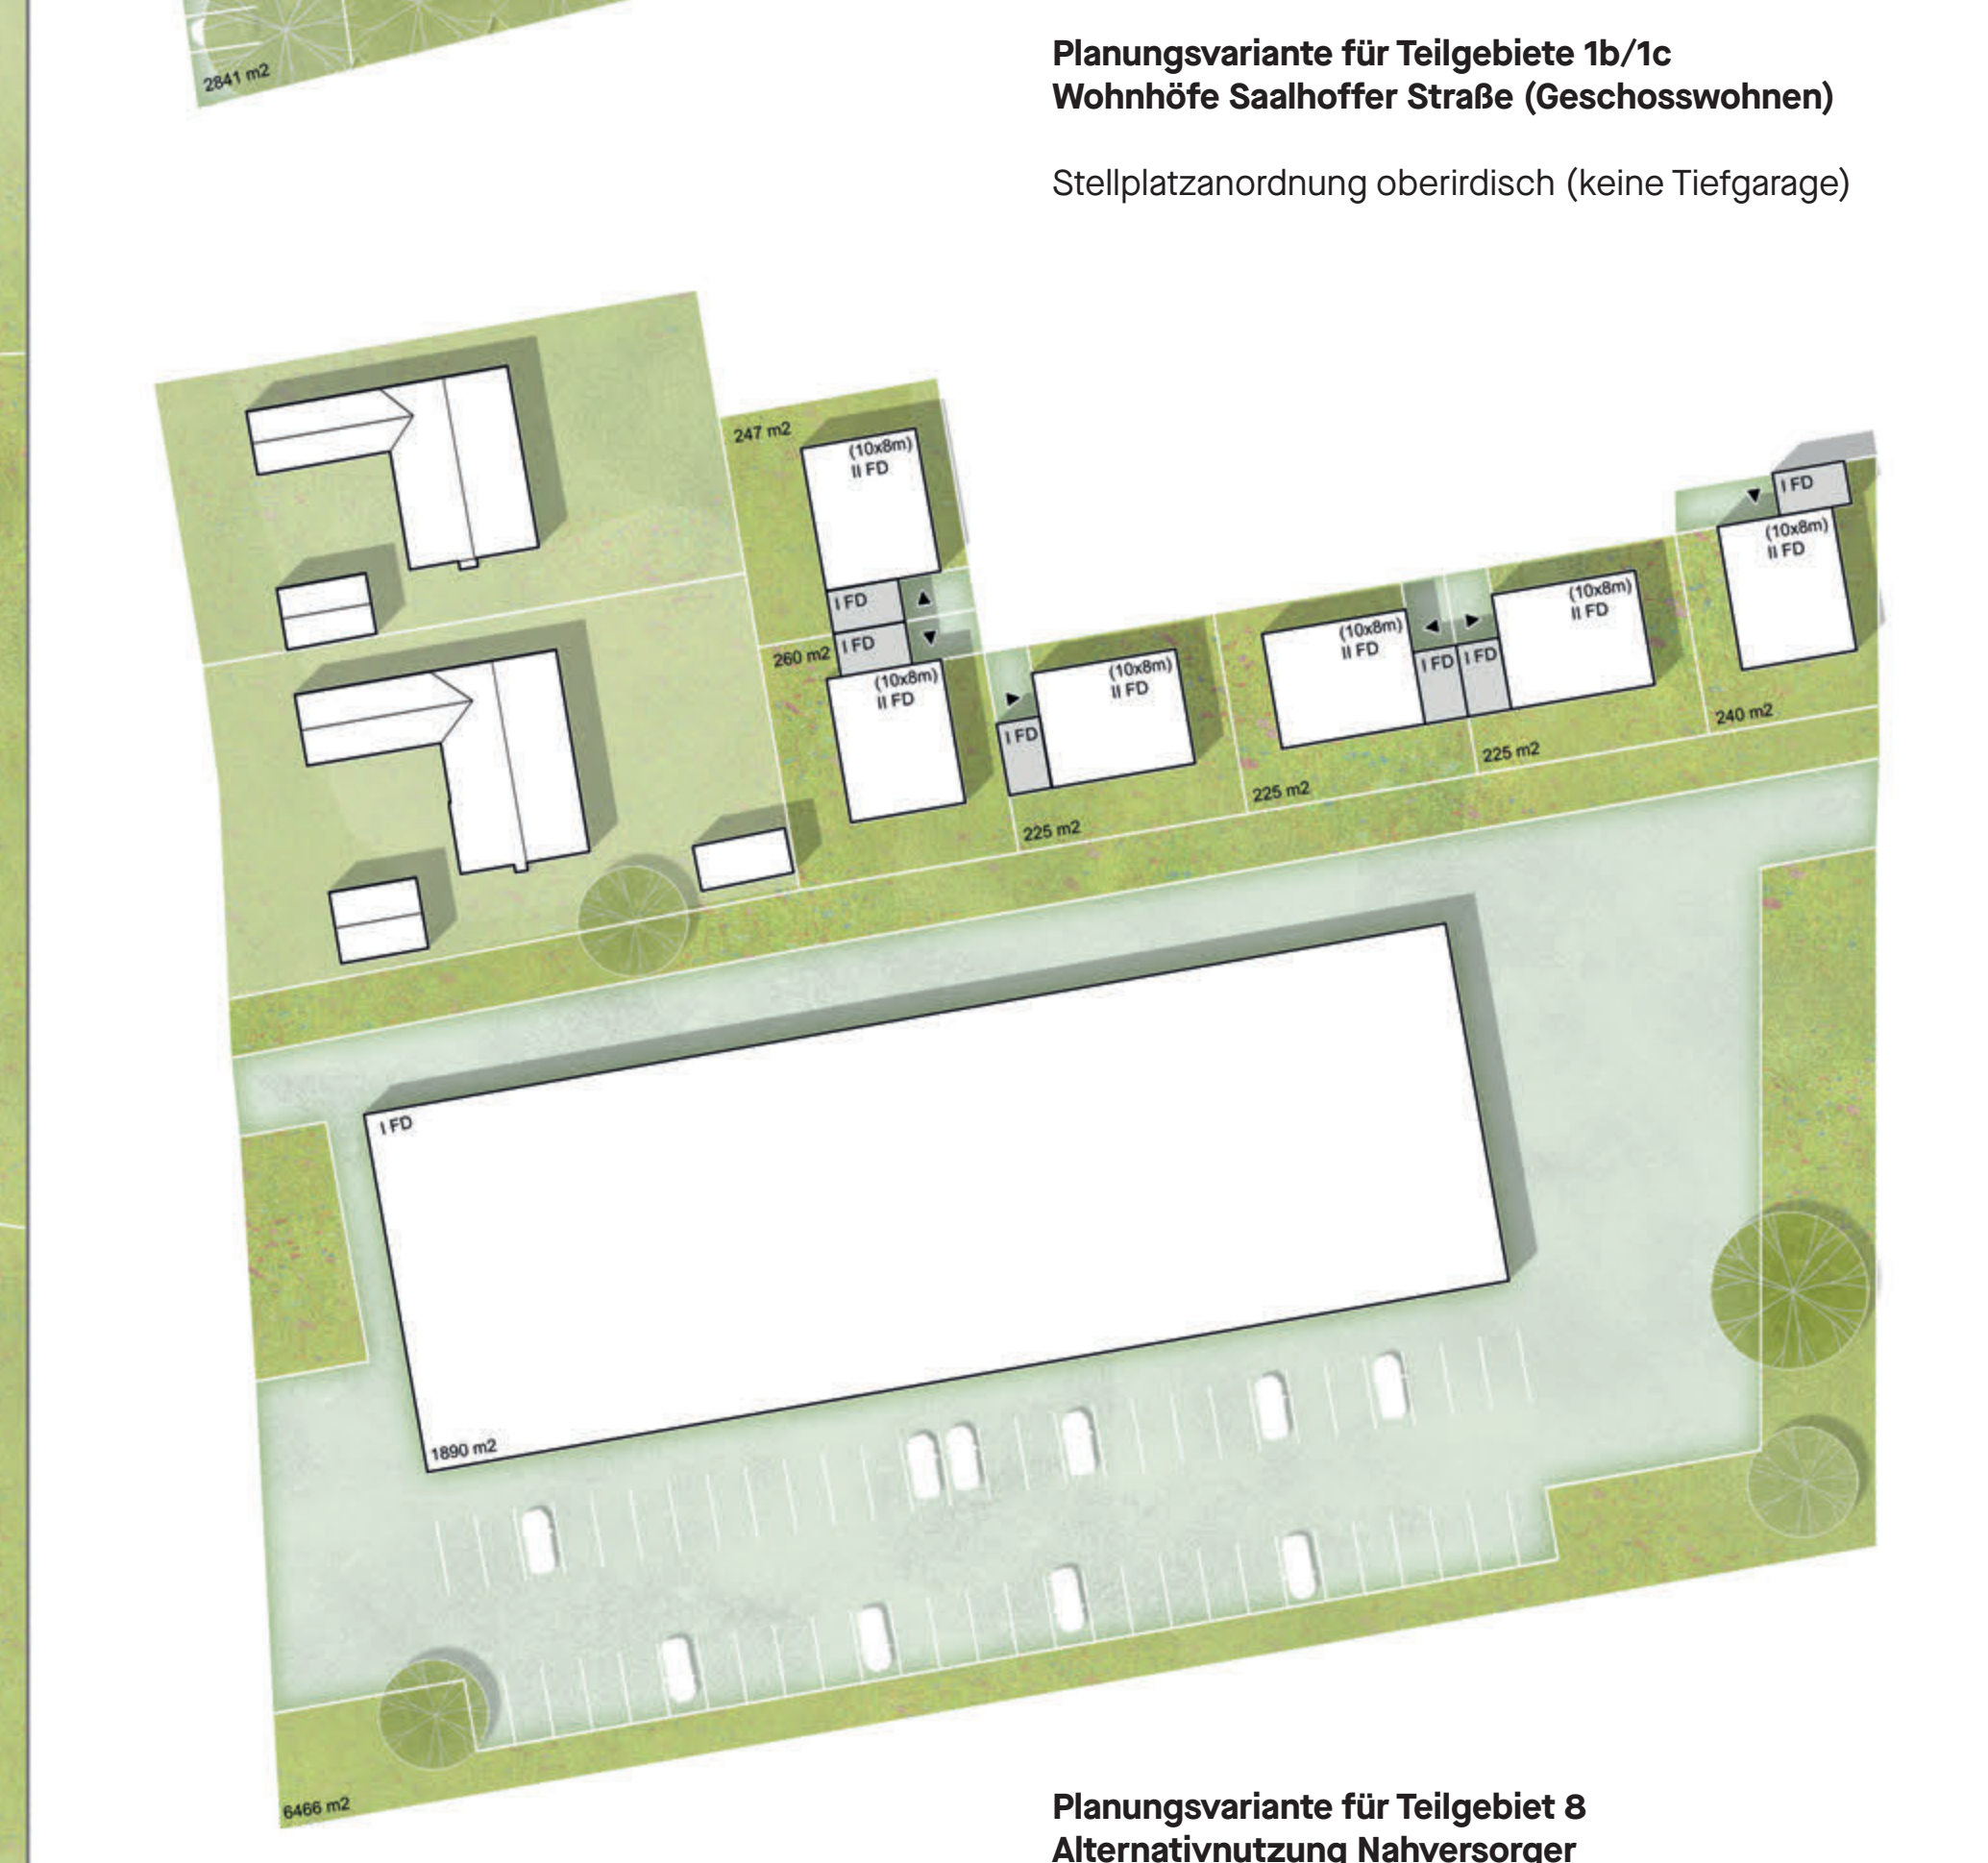 2841 m2
Planungsvariante für Teilgebiete 1b/1c
Wohnhöfe Saalhoffer Straße (Geschosswohnen)
Stellplatzanordnung oberirdisch (keine Tiefgarage)
247 m2
(10x8m)
II FD
I FD
I FD
260 m2
(10x8m)
II FD
I FD
(10x8m)
II FD
225 m2
(10x8m)
II FD
I FD
225 m2
I FD
(10x8m)
II FD
225 m2
I FD
(10x8m)
II FD
240 m2
I FD
1890 m2
6466 m2
Planungsvariante für Teilgebiet 8
Alternativnutzung Nahversorger